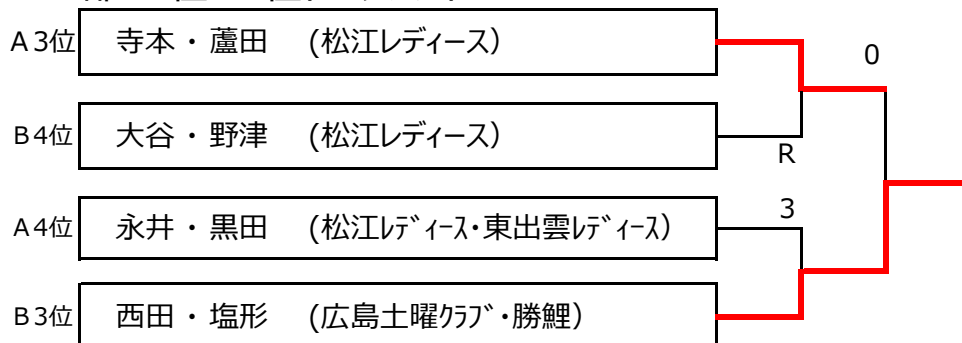 A3位 寺本・蘆田 (松江レディース)
0
B4位 大谷・野津 (松江レディース)
R
A4位 永井・黒田 (松江ﾚﾃﾞｨｰｽ・東出雲ﾚﾃﾞｨｰｽ)
3
B3位 西田・塩形 (広島土曜ｸﾗﾌﾞ・勝鯉)